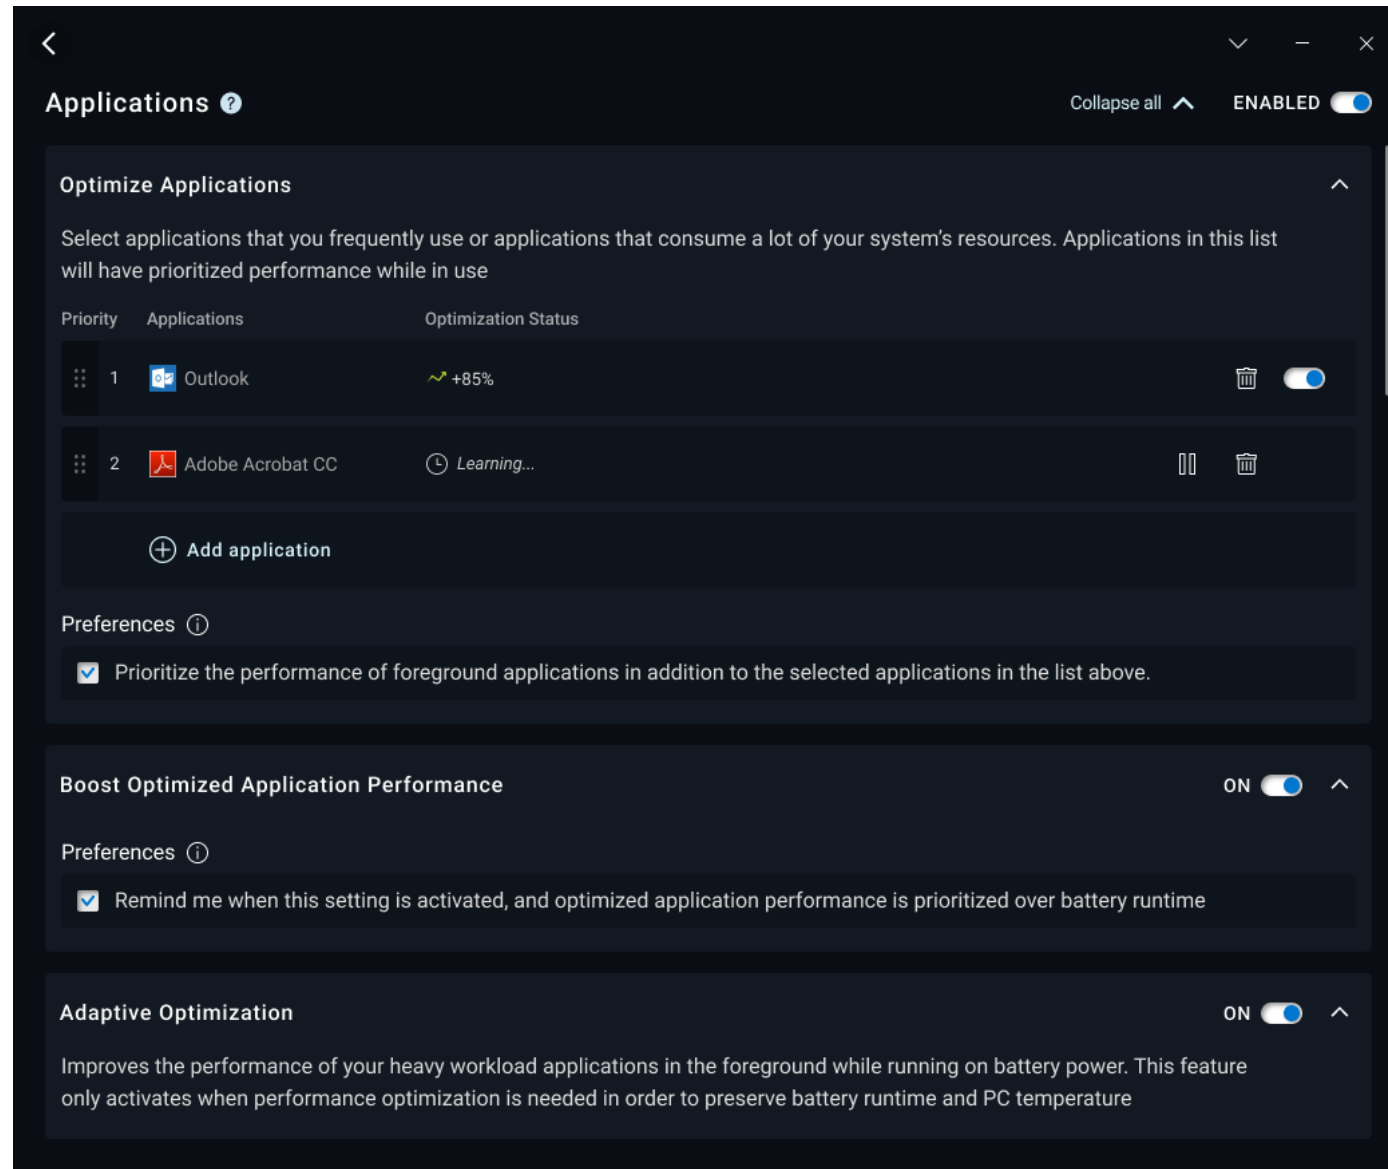 Applications ?
Collapse all
ENABLED
Optimize Applications
Select applications that you frequently use or applications that consume a lot of your system's resources. Applications in this list
will have prioritized performance while in use
Priority Applications Optimization Status
1 Outlook +85%
2 Adobe Acrobat CC Learning...
Add application
Preferences
Prioritize the performance of foreground applications in addition to the selected applications in the list above.
Boost Optimized Application Performance ON
Preferences
Remind me when this setting is activated, and optimized application performance is prioritized over battery runtime
Adaptive Optimization ON
Improves the performance of your heavy workload applications in the foreground while running on battery power. This feature
only activates when performance optimization is needed in order to preserve battery runtime and PC temperature